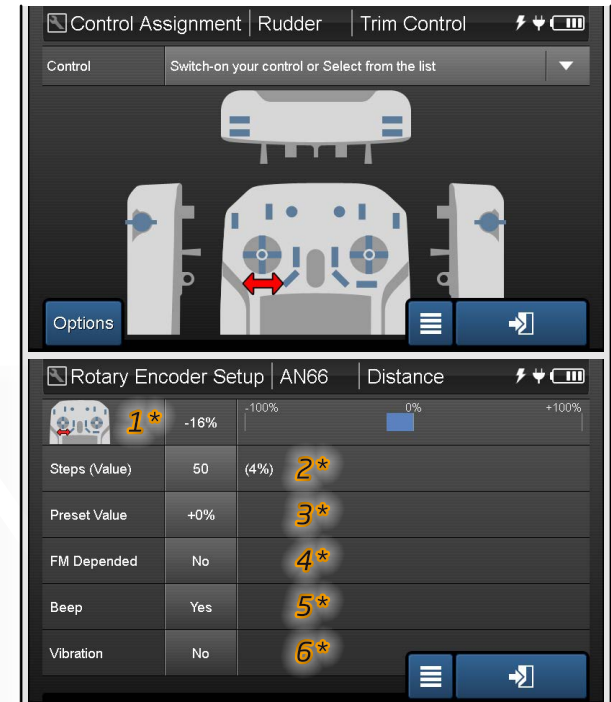 Control Assignment | Rudder | Trim Control
Control Switch-on your control or Select from the list
Options
Rotary Encoder Setup | AN66 | Distance
1* -16% -100% 0% +100%
Steps (Value) 50 (4%) 2*
Preset Value +0% 3*
FM Depended No 4*
Beep Yes 5*
Vibration No 6*